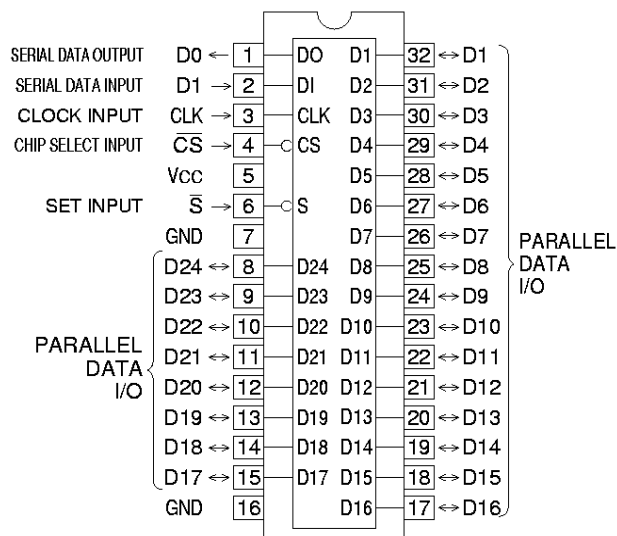 SERIAL DATA OUTPUT D0 ← 1 DO D1 32 ↔ D1
SERIAL DATA INPUT D1 → 2 DI D2 31 ↔ D2
CLOCK INPUT CLK → 3 CLK D3 30 ↔ D3
CHIP SELECT INPUT C̅S̅ → 4 CS D4 29 ↔ D4
Vcc 5 D5 28 ↔ D5
SET INPUT S̅ → 6 S D6 27 ↔ D6
GND 7 D7 26 ↔ D7
D24 ↔ 8 D24 D8 25 ↔ D8
D23 ↔ 9 D23 D9 24 ↔ D9
D22 ↔ 10 D22 D10 23 ↔ D10
D21 ↔ 11 D21 D11 22 ↔ D11
D20 ↔ 12 D20 D12 21 ↔ D12
D19 ↔ 13 D19 D13 20 ↔ D13
D18 ↔ 14 D18 D14 19 ↔ D14
D17 ↔ 15 D17 D15 18 ↔ D15
GND 16 D16 17 ↔ D16
PARALLEL
DATA
I/O
PARALLEL
DATA
I/O